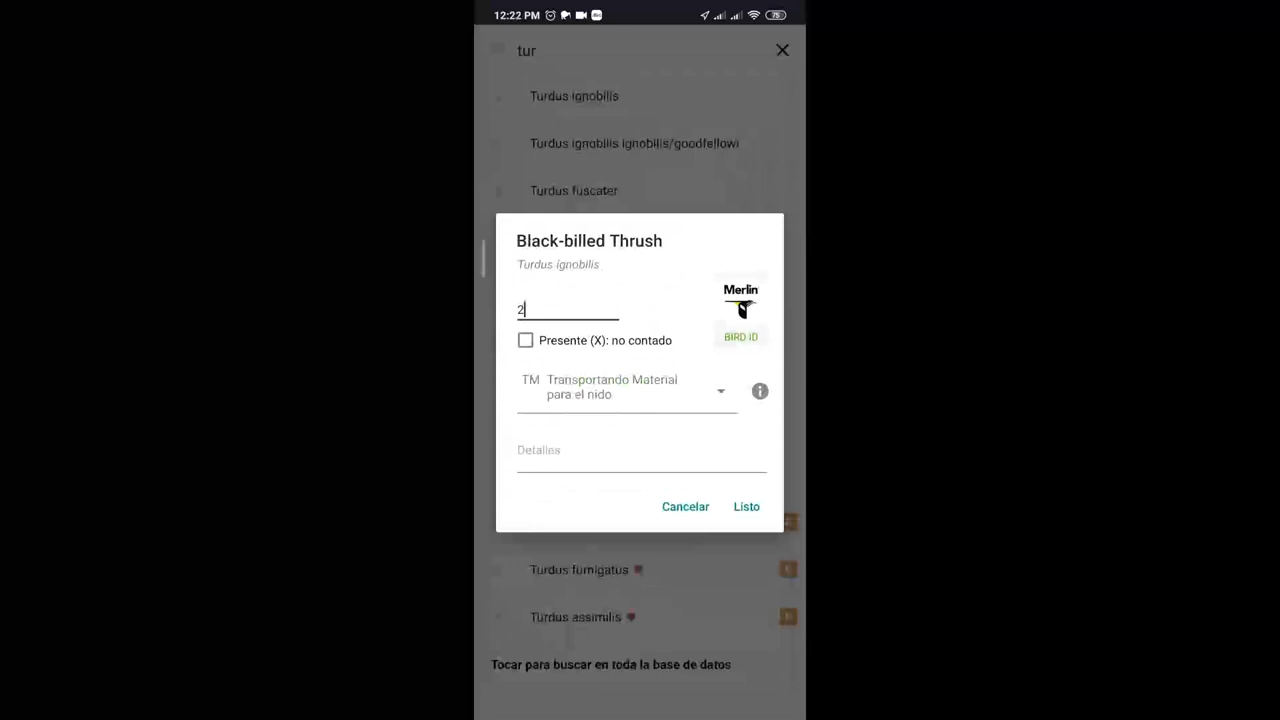 12:22 PM
75
tur
Turdus ignobilis
Turdus ignobilis ignobilis/goodfellowi
Turdus fuscater
Black-billed Thrush
Turdus ignobilis
2
Merlin
BIRD ID
Presente (X): no contado
TM Transportando Material
para el nido
Detalles
Cancelar Listo
Turdus fumigatus
Turdus assimilis
Tocar para buscar en toda la base de datos